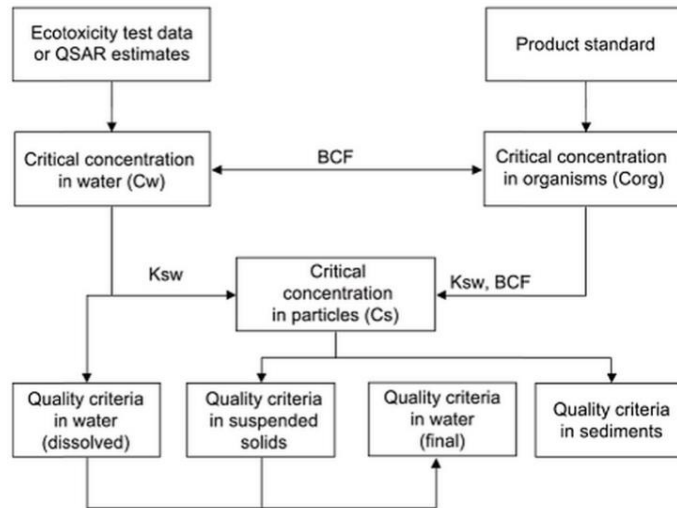 Ecotoxicity test data
or QSAR estimates
Product standard
Critical concentration
in water (Cw)
BCF
Critical concentration
in organisms (Corg)
Ksw
Critical
concentration
in particles (Cs)
Ksw, BCF
Quality criteria
in water
(dissolved)
Quality criteria
in suspended
solids
Quality criteria
in water
(final)
Quality criteria
in sediments